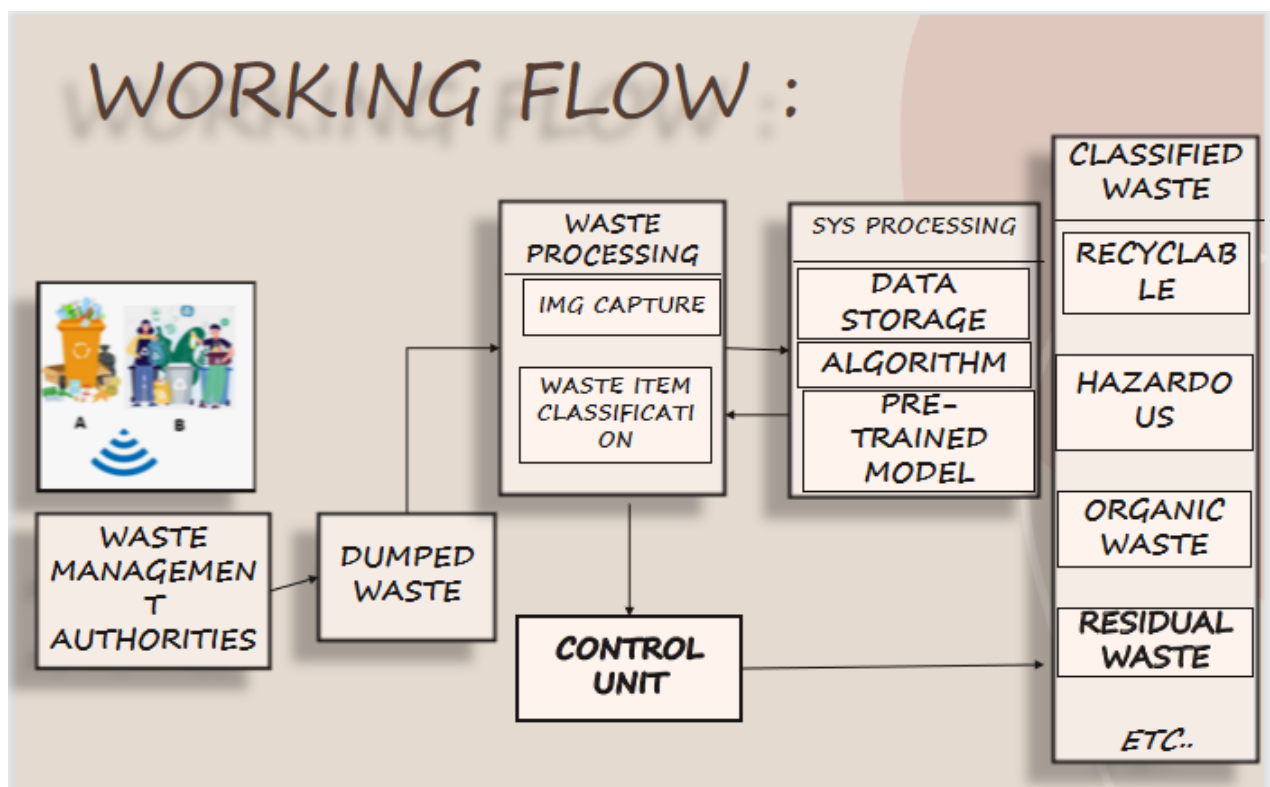 WORKING FLOW :
A
B
WASTE
MANAGEMEN
T
AUTHORITIES
DUMPED
WASTE
WASTE
PROCESSING
IMG CAPTURE
WASTE ITEM
CLASSIFICATI
ON
SYS PROCESSING
DATA
STORAGE
ALGORITHM
PRE-
TRAINED
MODEL
CONTROL
UNIT
CLASSIFIED
WASTE
RECYCLAB
LE
HAZARDO
US
ORGANIC
WASTE
RESIDUAL
WASTE
ETC..